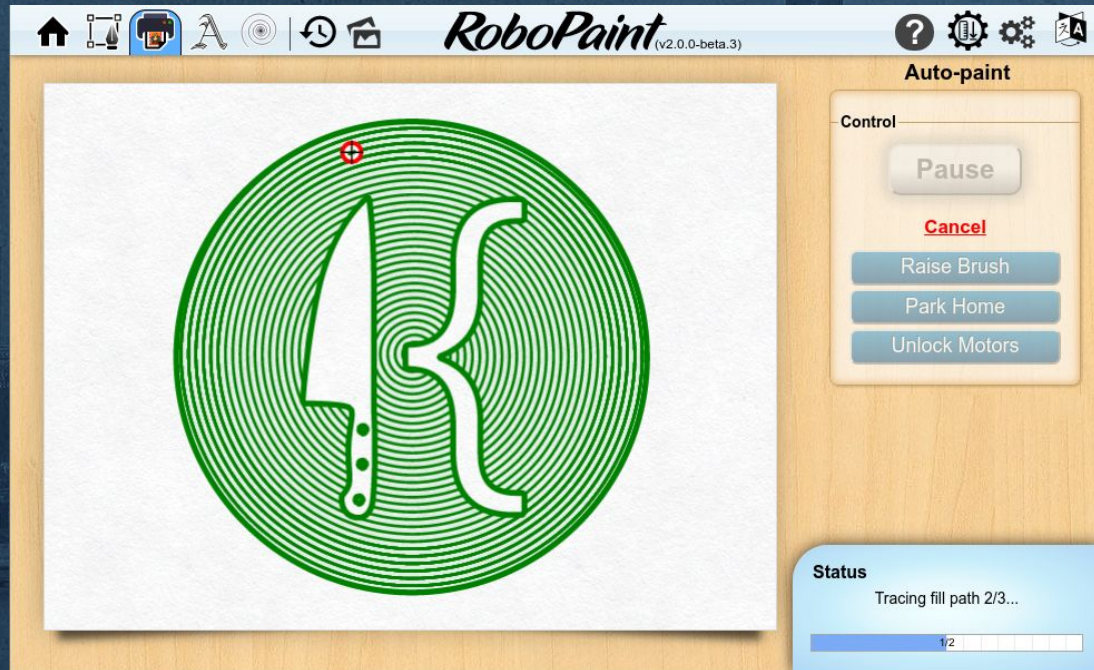 RoboPaint (v2.0.0-beta.3)
Auto-paint
Control
Pause
Cancel
Raise Brush
Park Home
Unlock Motors
Status
Tracing fill path 2/3...
1/2